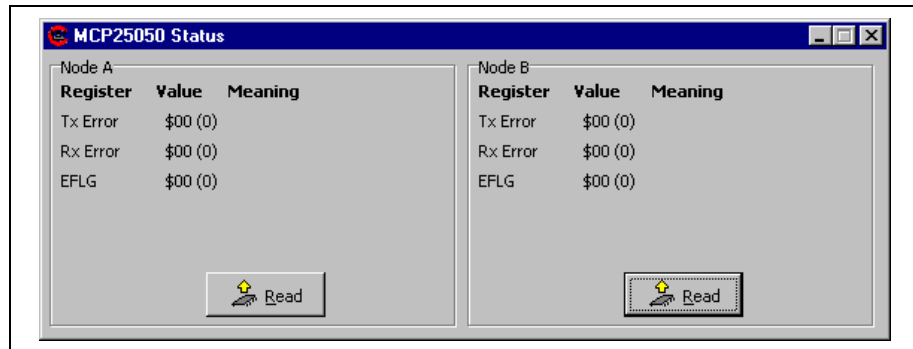 MCP25050 Status
Node A
Register Value Meaning
Tx Error $00 (0)
Rx Error $00 (0)
EFLG $00 (0)
Read
Node B
Register Value Meaning
Tx Error $00 (0)
Rx Error $00 (0)
EFLG $00 (0)
Read